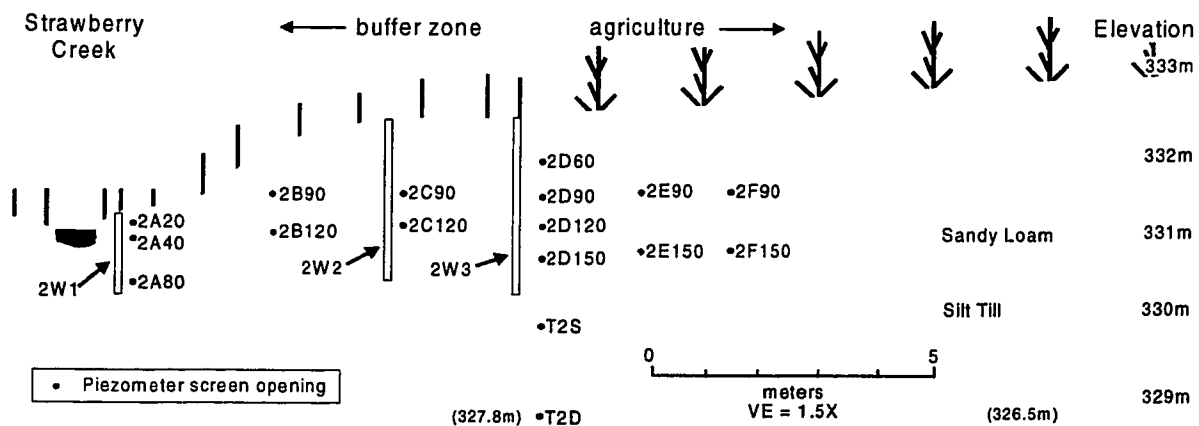 Strawberry Creek
← buffer zone
agriculture →
Elevation
333m
332m
2D60
2B90
2C90
2D90
2E90
2F90
2A20
2A40
2B120
2C120
2D120
Sandy Loam
331m
2W1
2A80
2W2
2W3
2D150
2E150
2F150
Silt Till
330m
T2S
0
5
meters
VE = 1.5X
• Piezometer screen opening
329m
(327.8m)
T2D
(326.5m)